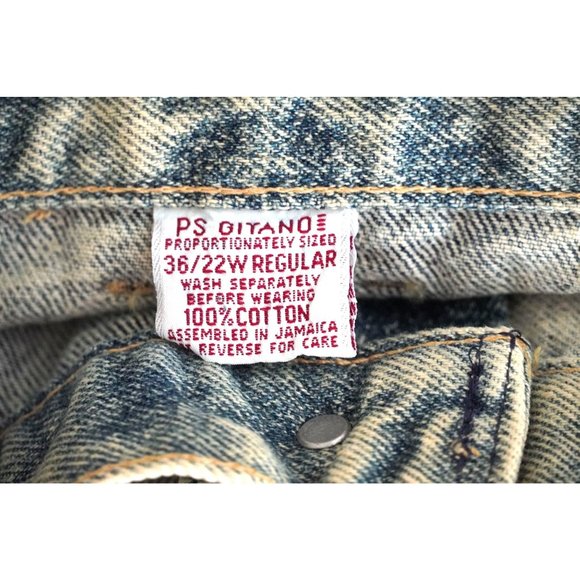 PS GITANO
PROPORTIONATELY SIZED
36/22W REGULAR
WASH SEPARATELY
BEFORE WEARING
100% COTTON
ASSEMBLED IN JAMAICA
REVERSE FOR CARE